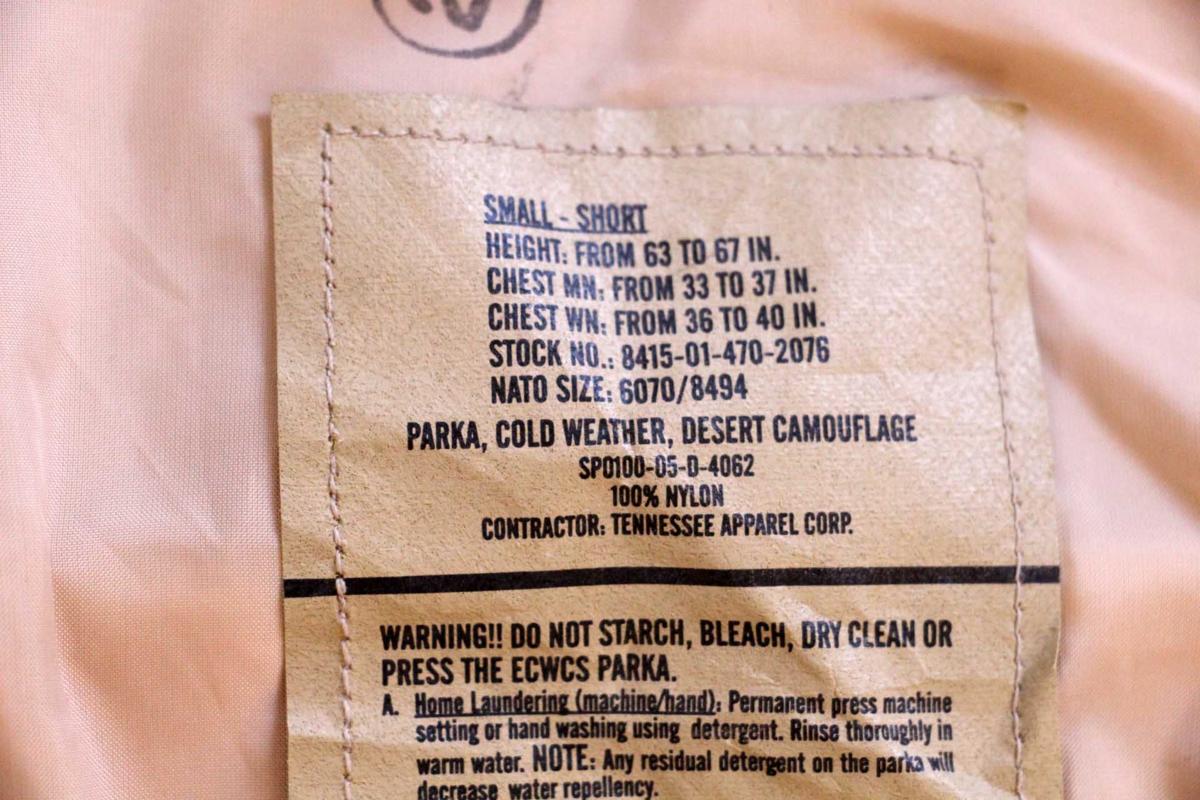 SMALL - SHORT
HEIGHT: FROM 63 TO 67 IN.
CHEST MN: FROM 33 TO 37 IN.
CHEST WN: FROM 36 TO 40 IN.
STOCK NO.: 8415-01-470-2076
NATO SIZE: 6070/8494
PARKA, COLD WEATHER, DESERT CAMOUFLAGE
SP0100-05-D-4062
100% NYLON
CONTRACTOR: TENNESSEE APPAREL CORP.
WARNING!! DO NOT STARCH, BLEACH, DRY CLEAN OR
PRESS THE ECWCS PARKA.
A. Home Laundering (machine/hand): Permanent press machine
setting or hand washing using detergent. Rinse thoroughly in
warm water. NOTE: Any residual detergent on the parka will
decrease water repellency.